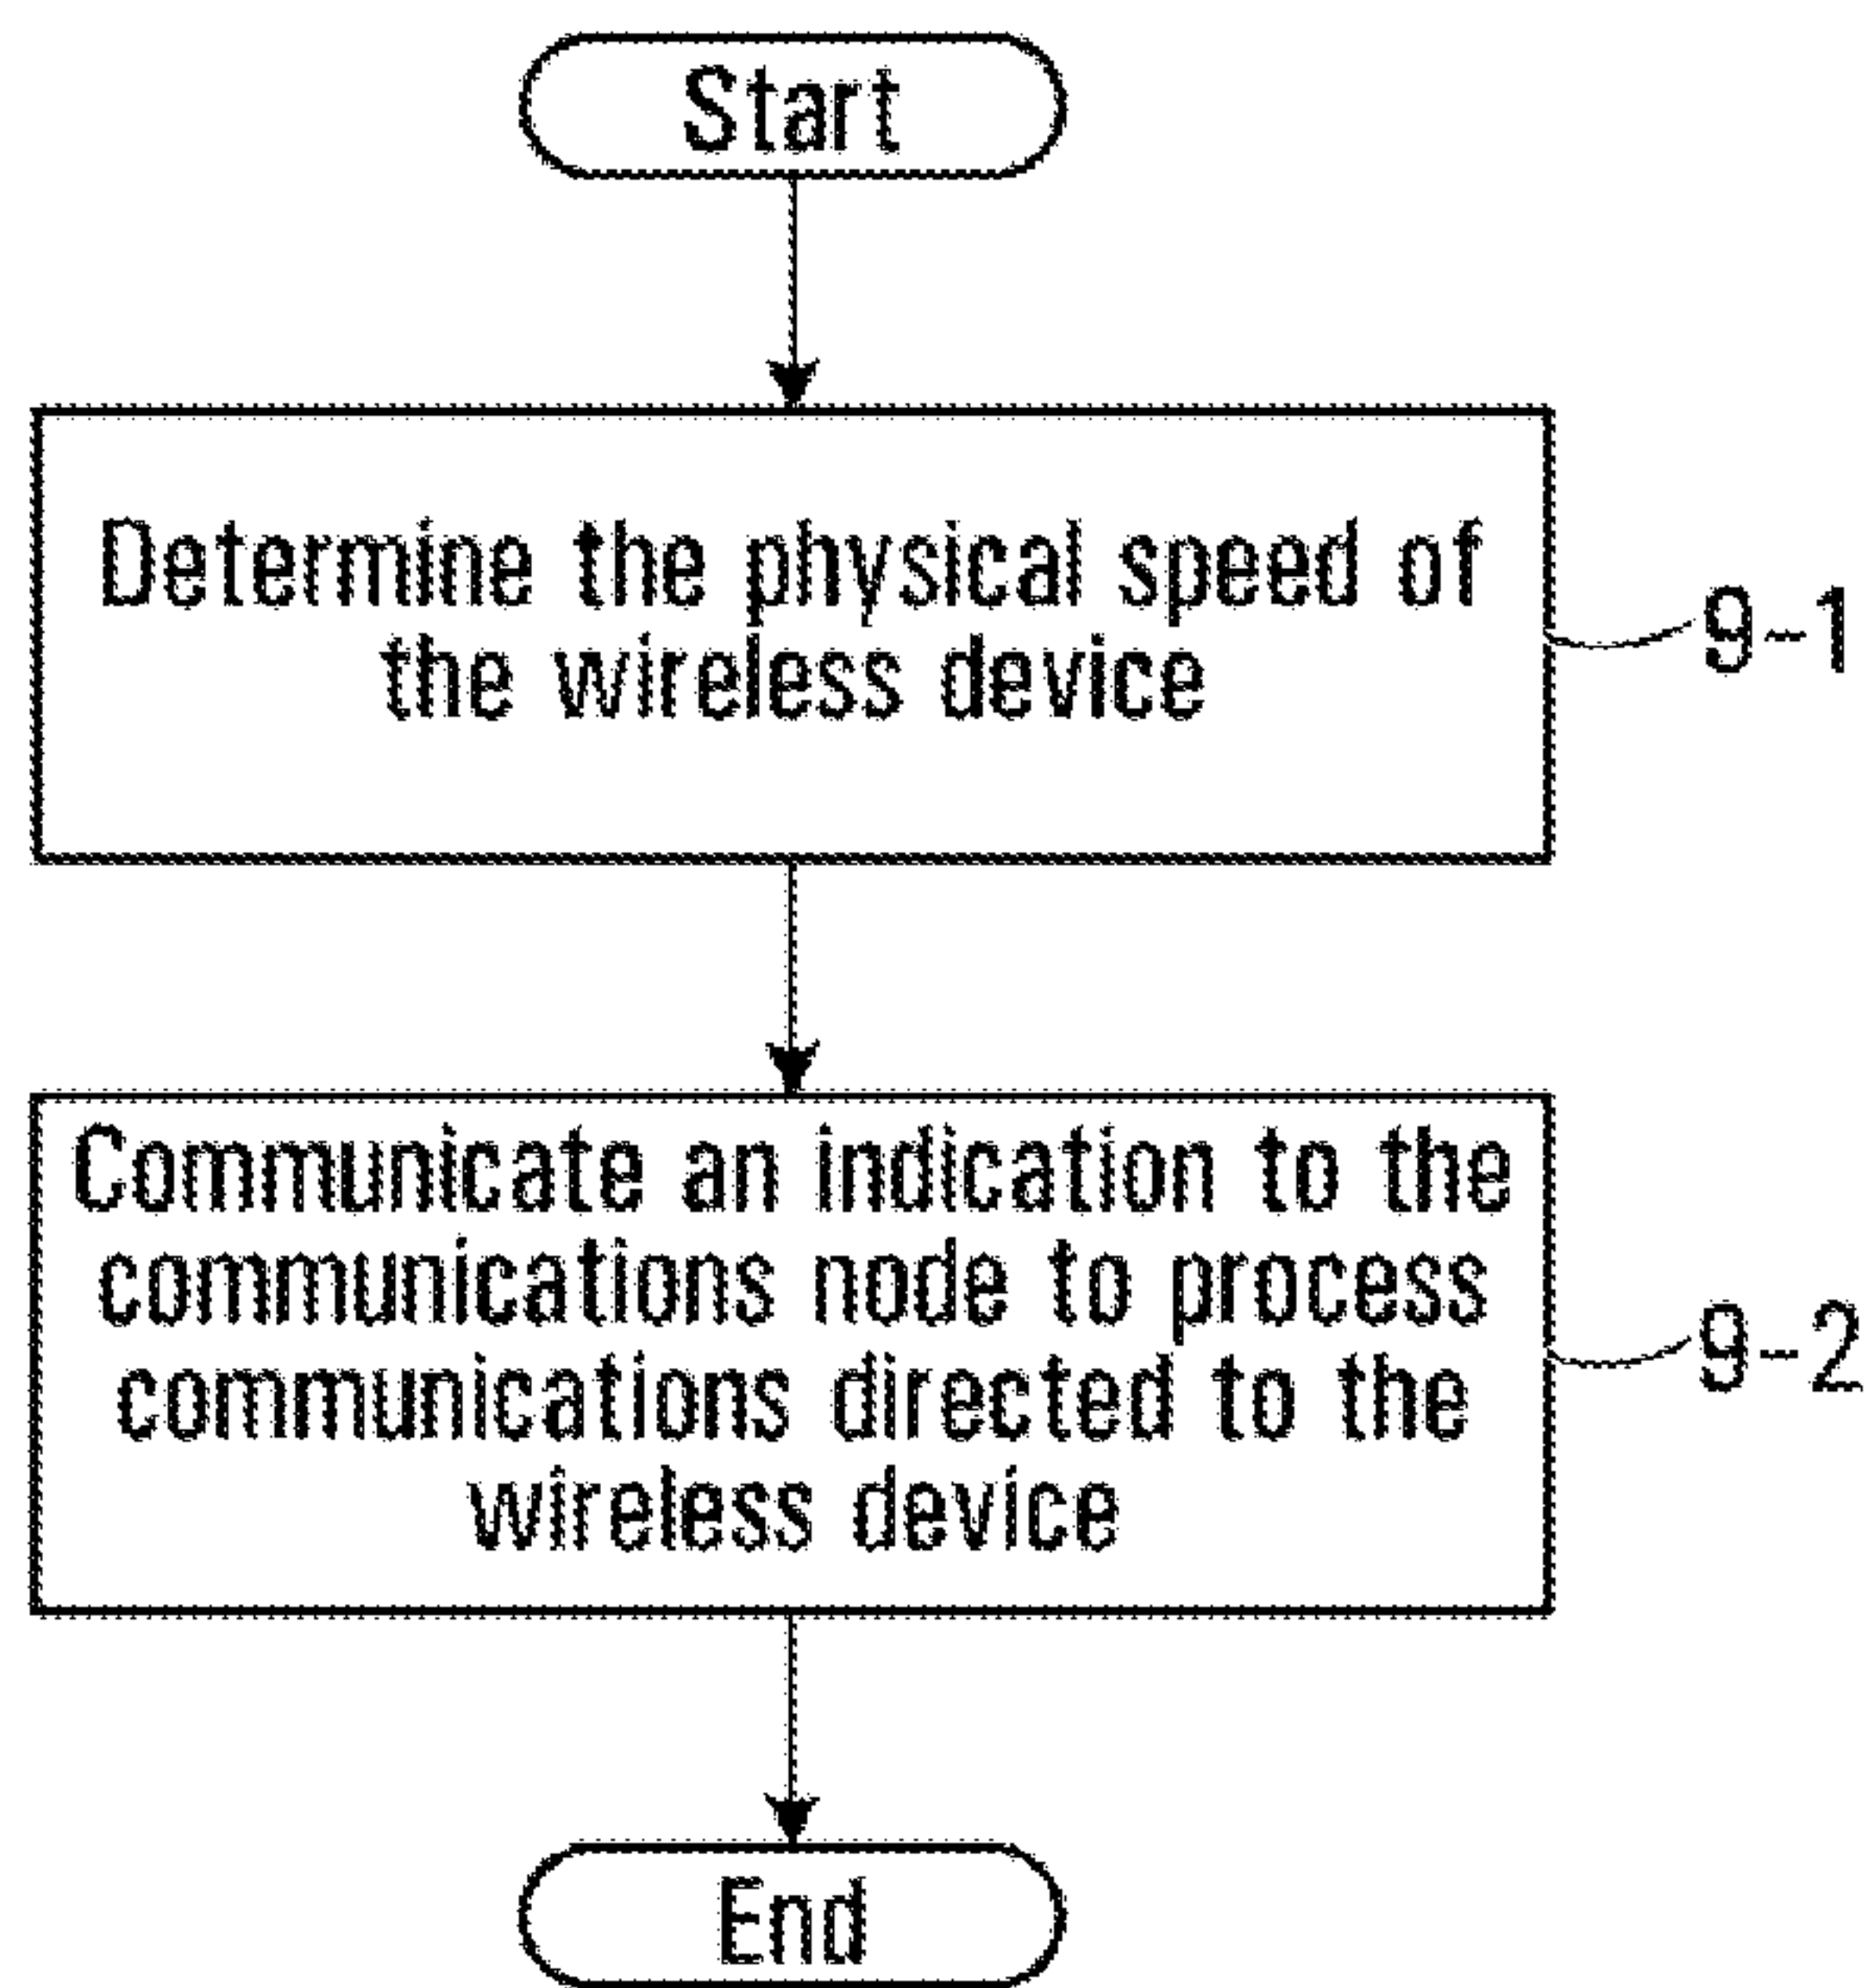 Start
Determine the physical speed of
the wireless device
9-1
Communicate an indication to the
communications node to process
communications directed to the
wireless device
9-2
End